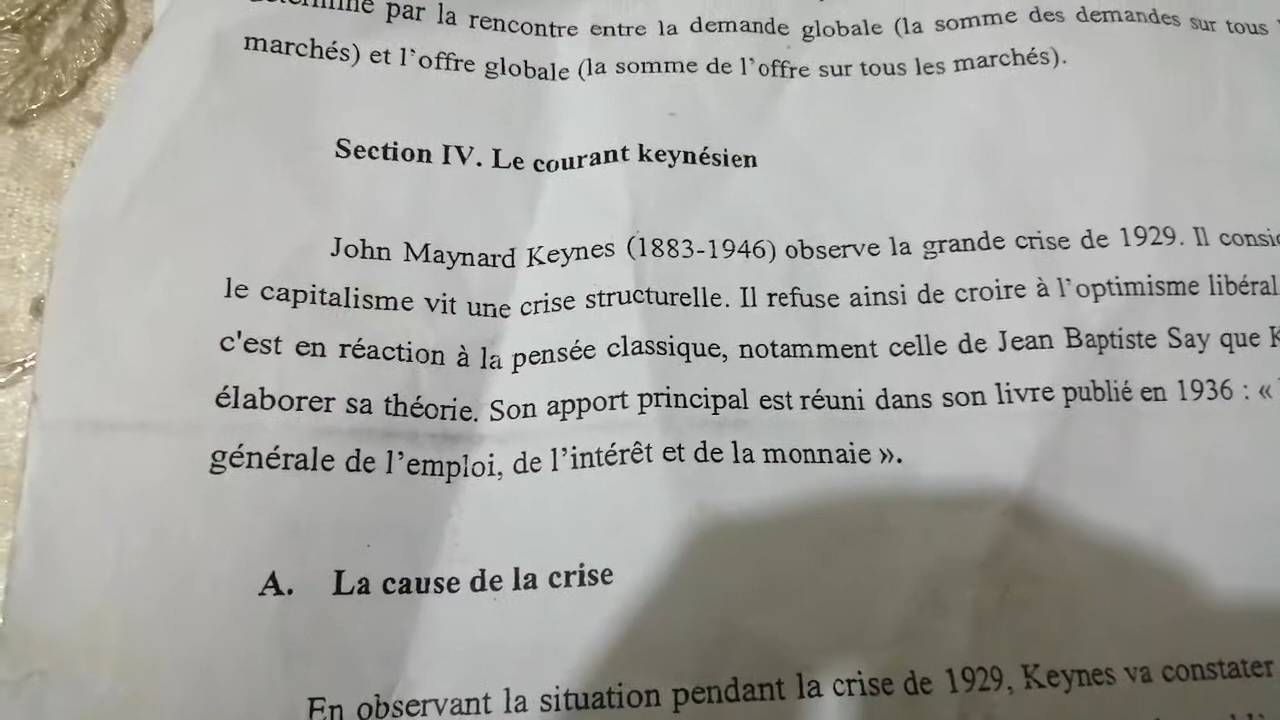 par la rencontre entre la demande globale (la somme des demandes sur tous
marchés) et l'offre globale (la somme de l'offre sur tous les marchés).
Section IV. Le courant keynésien
John Maynard Keynes (1883-1946) observe la grande crise de 1929. Il
le capitalisme vit une crise structurelle. Il refuse ainsi de croire à l'optimisme libéral
c'est en réaction à la pensée classique, notamment celle de Jean Baptiste Say que
élaborer sa théorie. Son apport principal est réuni dans son livre publié en 1936 : «
générale de l'emploi, de l'intérêt et de la monnaie ».
A. La cause de la crise
En observant la situation pendant la crise de 1929, Keynes va constater